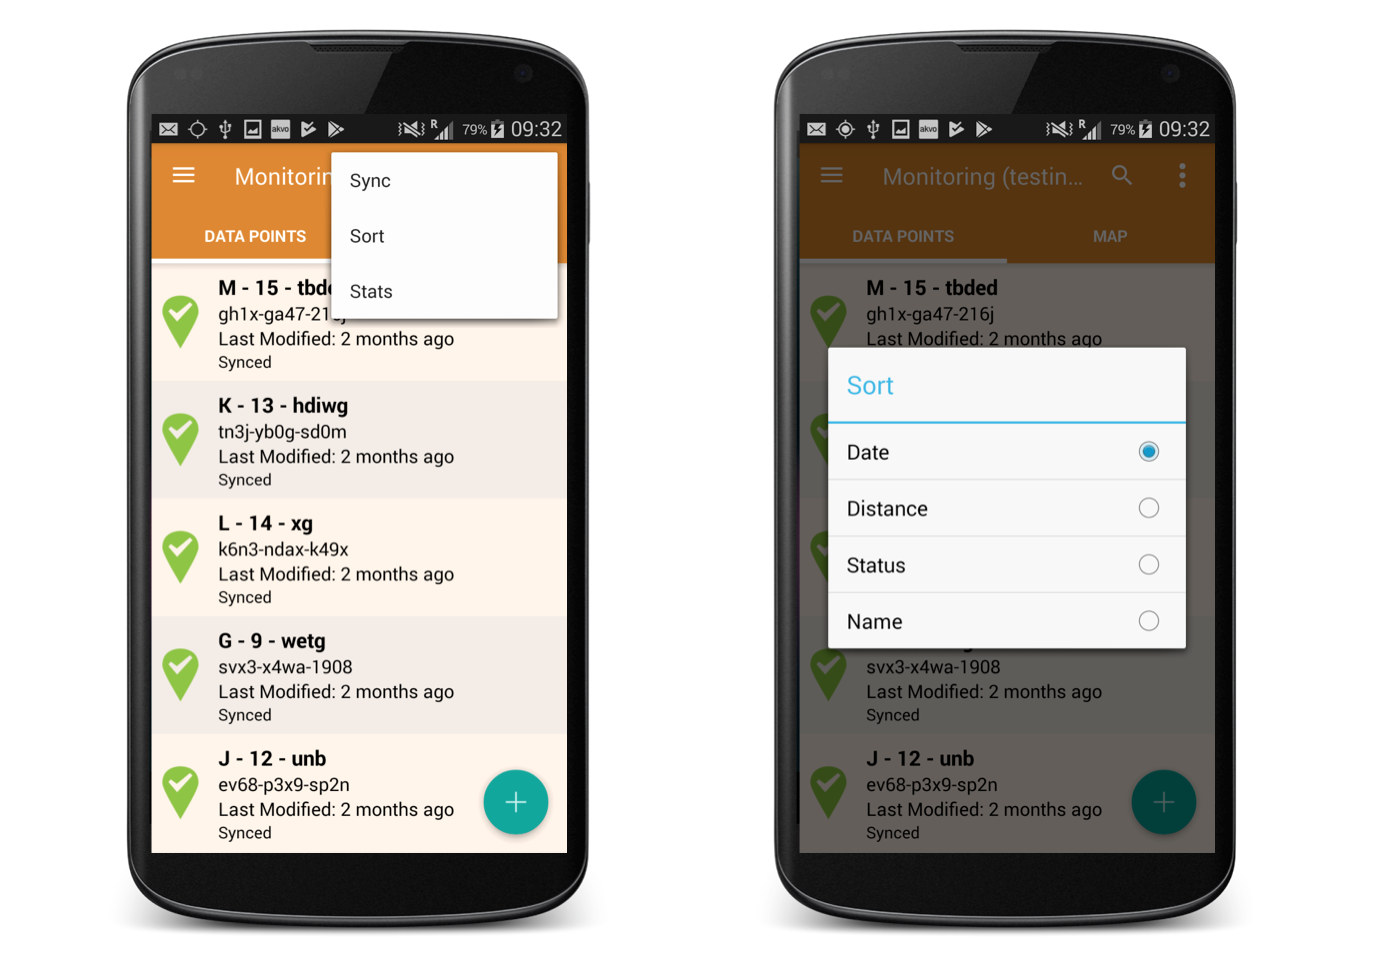 akvo
R
79%
09:32
Monitorin
Sync
Sort
Stats
DATA POINTS
M - 15 - tbde
gh1x-ga47-216j
Last Modified: 2 months ago
Synced
K - 13 - hdiwg
tn3j-yb0g-sd0m
Last Modified: 2 months ago
Synced
L - 14 - xg
k6n3-ndax-k49x
Last Modified: 2 months ago
Synced
G - 9 - wetg
svx3-x4wa-1908
Last Modified: 2 months ago
Synced
J - 12 - unb
ev68-p3x9-sp2n
Last Modified: 2 months ago
Synced
akvo
R
79%
09:32
Monitoring (testin...
DATA POINTS
MAP
M - 15 - tbded
gh1x-ga47-216j
Last Modified: 2 months ago
Sort
Date
Distance
Status
Name
svx3-x4wa-1908
Last Modified: 2 months ago
Synced
J - 12 - unb
ev68-p3x9-sp2n
Last Modified: 2 months ago
Synced